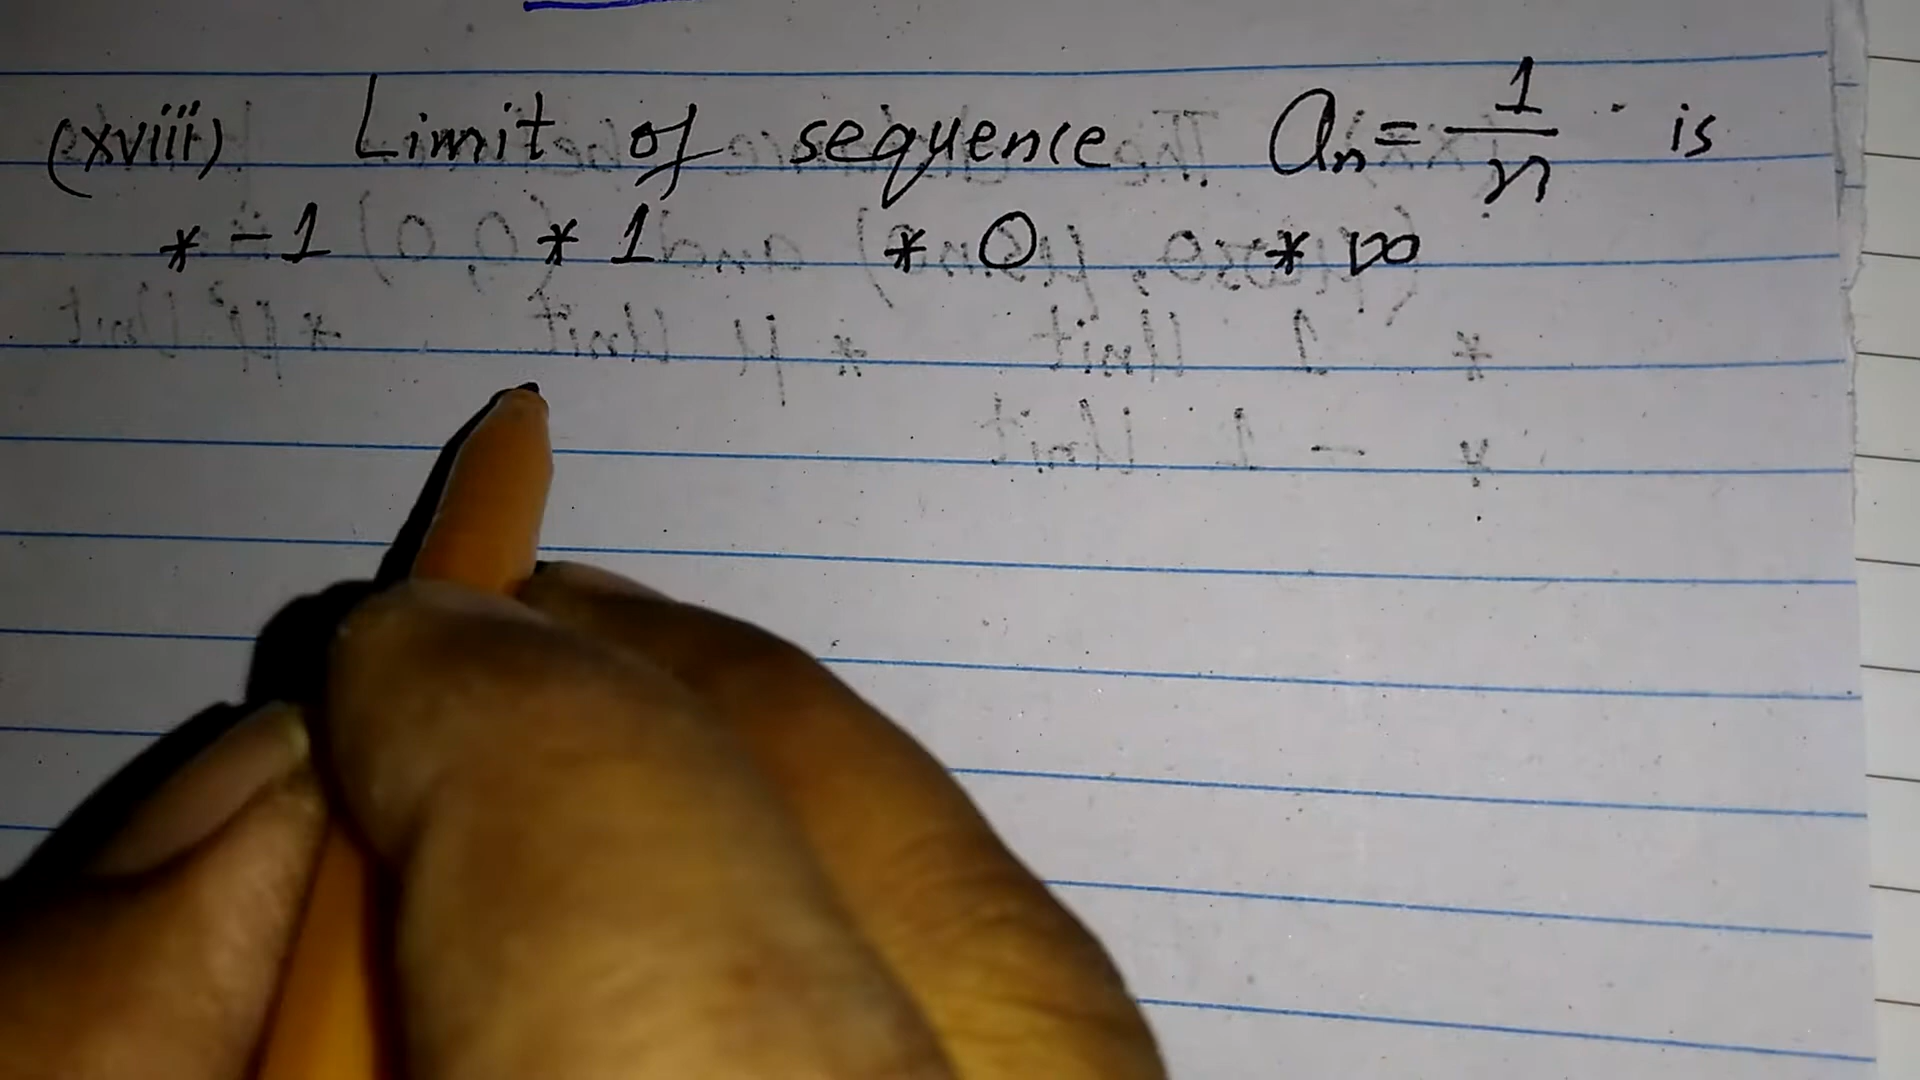 (xviii) Limit of sequence an = 1/n is
* -1 * 1 * 0 * ∞